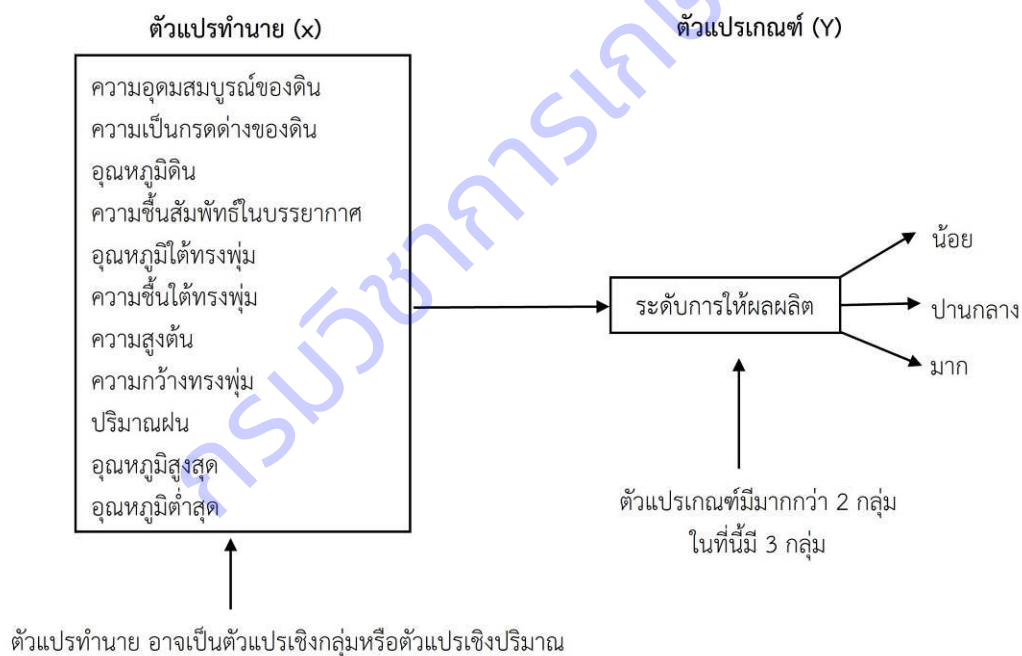 ตัวแปรทำนาย (x)
ตัวแปรเกณฑ์ (Y)
ความอุดมสมบูรณ์ของดิน
ความเป็นกรดด่างของดิน
อุณหภูมิดิน
ความชื้นสัมพัทธ์ในบรรยากาศ
อุณหภูมิใต้ทรงพุ่ม
ความชื้นใต้ทรงพุ่ม
ความสูงต้น
ความกว้างทรงพุ่ม
ปริมาณฝน
อุณหภูมิสูงสุด
อุณหภูมิต่ำสุด
ระดับการให้ผลผลิต
น้อย
ปานกลาง
มาก
ตัวแปรเกณฑ์มีมากกว่า 2 กลุ่ม
ในที่นี้มี 3 กลุ่ม
ตัวแปรทำนาย อาจเป็นตัวแปรเชิงกลุ่มหรือตัวแปรเชิงปริมาณ
กรมวิชาการเกษ